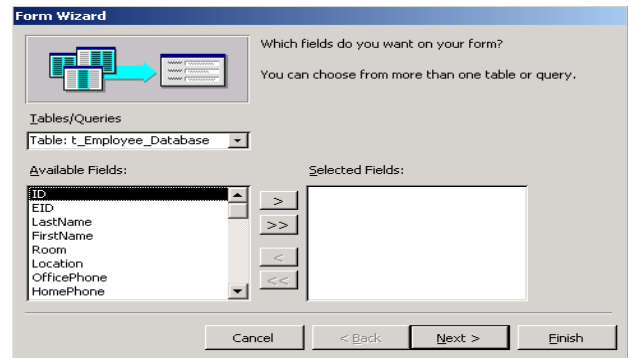 Form Wizard
Which fields do you want on your form?
You can choose from more than one table or query.
Tables/Queries
Table: t_Employee_Database
Available Fields:
Selected Fields:
ID
EID
LastName
FirstName
Room
Location
OfficePhone
HomePhone
>
>>
<
<<
Cancel
< Back
Next >
Finish